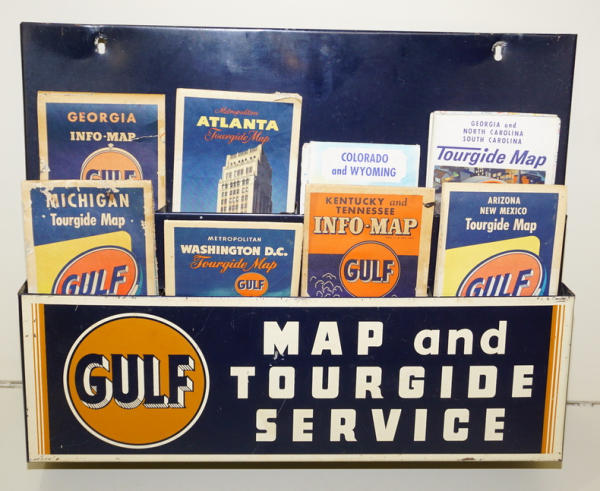 GEORGIA
INFO-MAP
Metropolitan
ATLANTA
Tourgide Map
COLORADO
and WYOMING
GEORGIA and
NORTH CAROLINA
SOUTH CAROLINA
Tourgide Map
MICHIGAN
Tourgide Map
GULF
METROPOLITAN
WASHINGTON D.C.
Tourgide Map
GULF
KENTUCKY and
TENNESSEE
INFO-MAP
GULF
ARIZONA
NEW MEXICO
Tourgide Map
GULF
GULF
MAP and
TOURGIDE
SERVICE